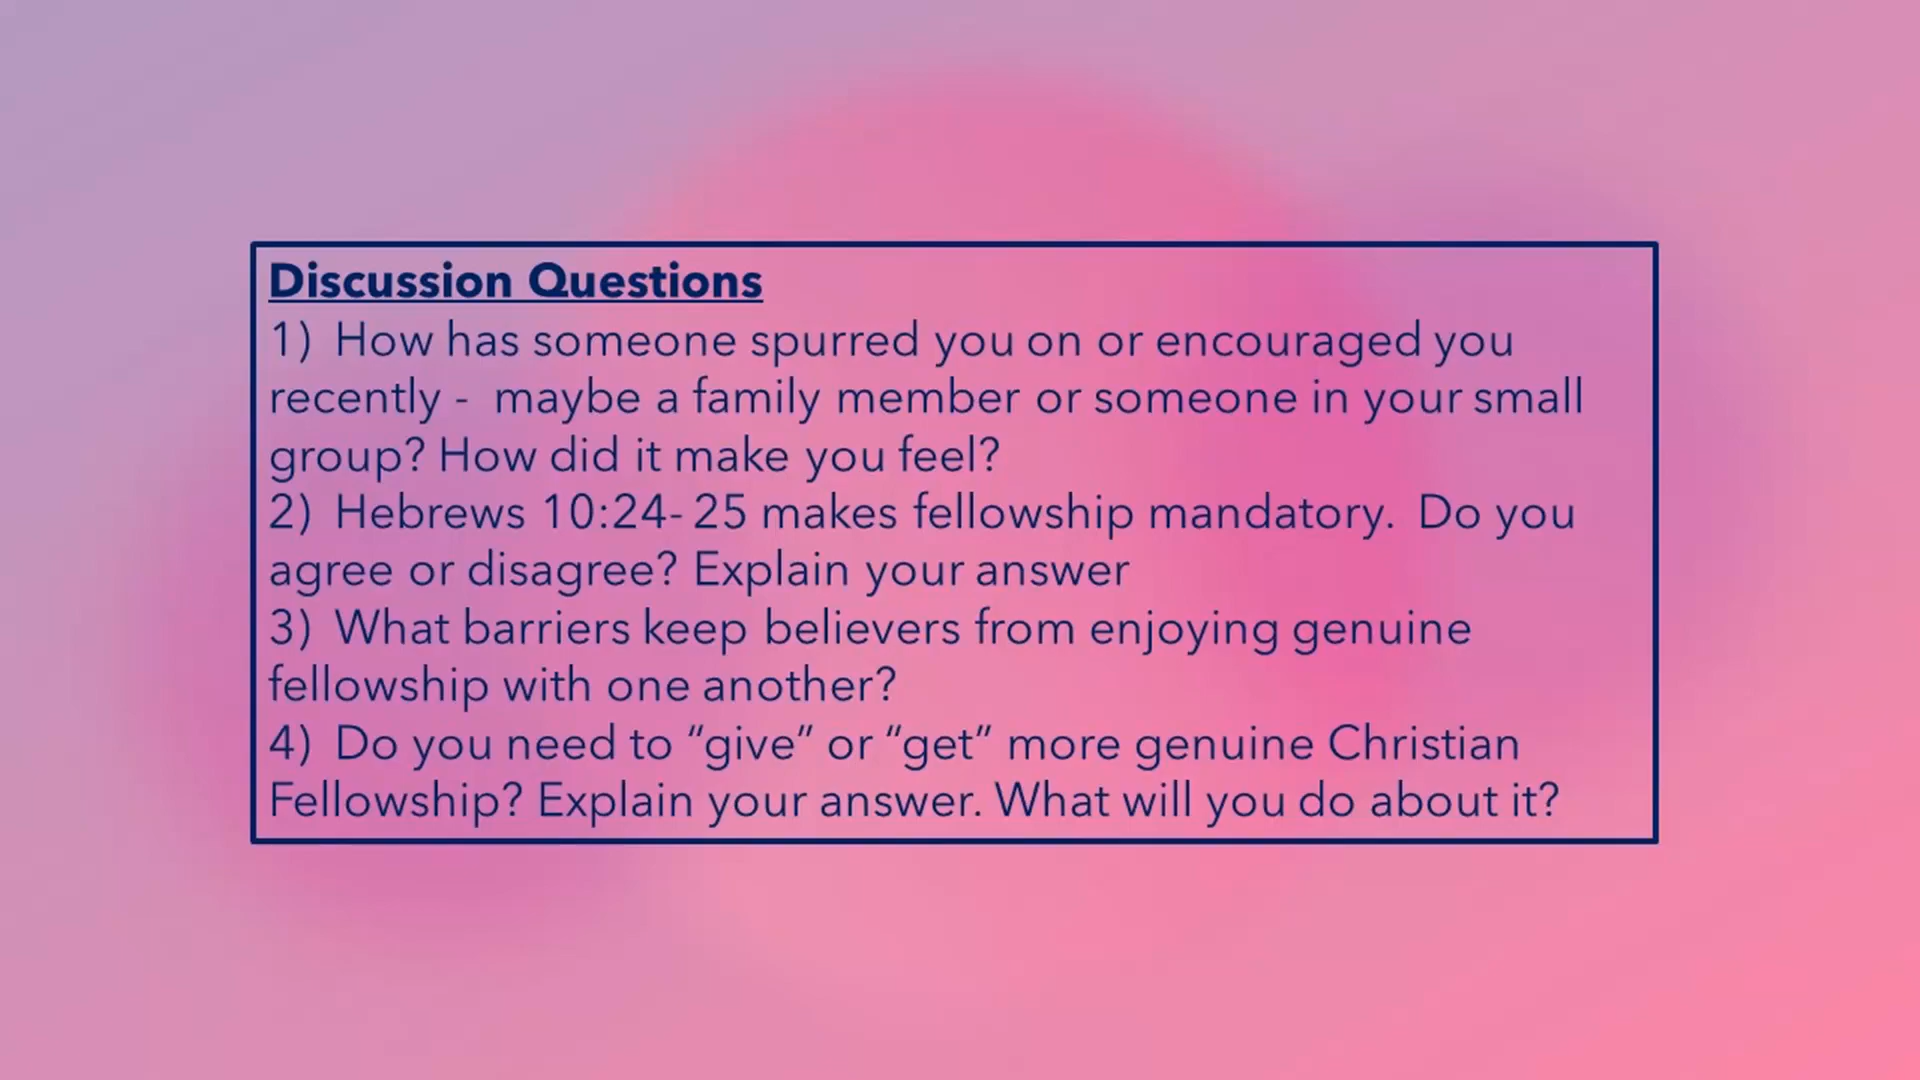 Discussion Questions
1) How has someone spurred you on or encouraged you
recently - maybe a family member or someone in your small
group? How did it make you feel?
2) Hebrews 10:24- 25 makes fellowship mandatory. Do you
agree or disagree? Explain your answer
3) What barriers keep believers from enjoying genuine
fellowship with one another?
4) Do you need to “give” or “get” more genuine Christian
Fellowship? Explain your answer. What will you do about it?